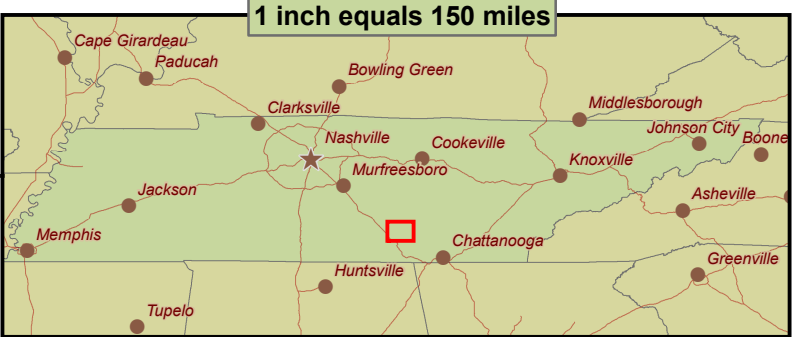 1 inch equals 150 miles
Cape Girardeau
Paducah
Bowling Green
Clarksville
Middlesborough
Nashville
Cookeville
Johnson City
Boone
Murfreesboro
Knoxville
Jackson
Asheville
Memphis
Chattanooga
Greenville
Huntsville
Tupelo